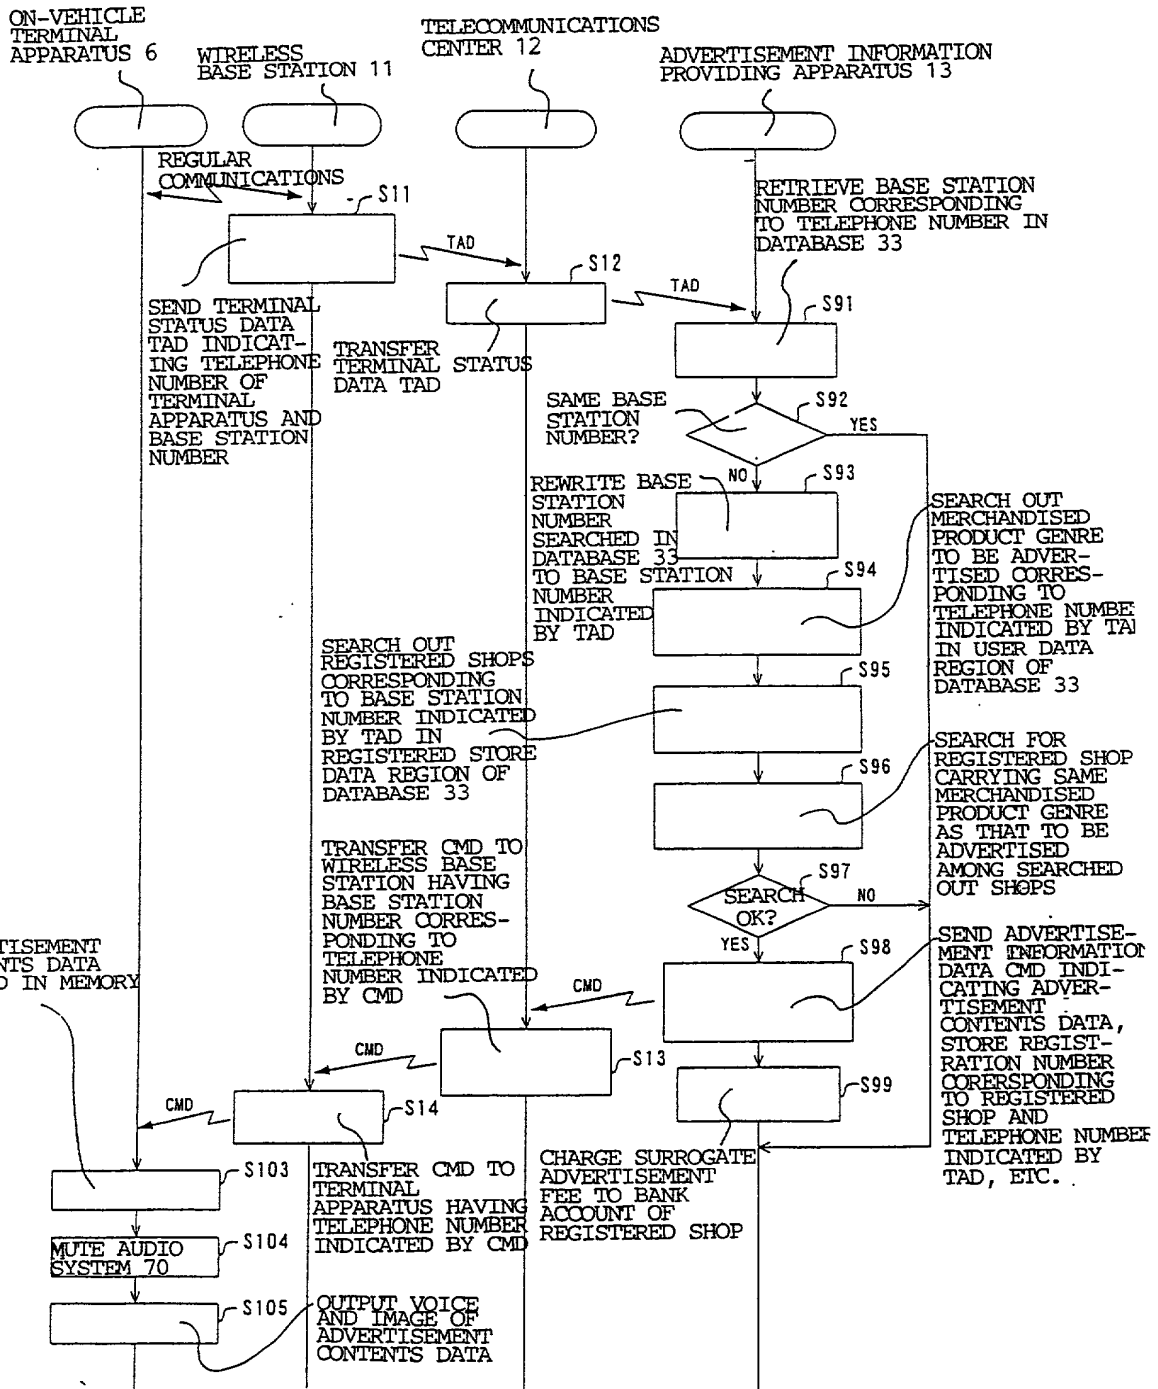 ON-VEHICLE
TERMINAL
APPARATUS 6
WIRELESS
BASE STATION 11
TELECOMMUNICATIONS
CENTER 12
ADVERTISEMENT INFORMATION
PROVIDING APPARATUS 13
REGULAR
COMMUNICATIONS
S11
TAD
SEND TERMINAL
STATUS DATA
TAD INDICAT-
ING TELEPHONE
NUMBER OF
TERMINAL
APPARATUS AND
BASE STATION
NUMBER
S12
TAD
TRANSFER
TERMINAL STATUS
DATA TAD
RETRIEVE BASE STATION
NUMBER CORRESPONDING
TO TELEPHONE NUMBER IN
DATABASE 33
S91
SAME BASE
STATION
NUMBER?
S92
YES
NO
S93
REWRITE BASE
STATION
NUMBER
SEARCHED IN
DATABASE 33
TO BASE STATION
NUMBER
INDICATED
BY TAD
S94
SEARCH OUT
MERCHANDISED
PRODUCT GENRE
TO BE ADVER-
TISED CORRES-
PONDING TO
TELEPHONE NUMBE
INDICATED BY TA
IN USER DATA
REGION OF
DATABASE 33
SEARCH OUT
REGISTERED SHOPS
CORRESPONDING
TO BASE STATION
NUMBER INDICATED
BY TAD IN
REGISTERED STORE
DATA REGION OF
DATABASE 33
S95
S96
SEARCH FOR
REGISTERED SHOP
CARRYING SAME
MERCHANDISED
PRODUCT GENRE
AS THAT TO BE
ADVERTISED
AMONG SEARCHED
OUT SHOPS
S97
SEARCH
OK?
NO
YES
S98
SEND ADVERTISE-
MENT INFORMATION
DATA CMD INDI-
CATING ADVER-
TISEMENT
CONTENTS DATA,
STORE REGIST-
RATION NUMBER
CORERSPONDING
TO REGISTERED
SHOP AND
TELEPHONE NUMBER
INDICATED BY
TAD, ETC.
TRANSFER CMD TO
WIRELESS BASE
STATION HAVING
BASE STATION
NUMBER CORRES-
PONDING TO
TELEPHONE
NUMBER INDICATED
BY CMD
CMD
S13
S99
CHARGE SURROGATE
ADVERTISEMENT
FEE TO BANK
ACCOUNT OF
REGISTERED SHOP
CMD
S14
TRANSFER CMD TO
TERMINAL
APPARATUS HAVING
TELEPHONE NUMBER
INDICATED BY CMD
CMD
TISEMENT
NTS DATA
D IN MEMORY
S103
MUTE AUDIO
SYSTEM 70
S104
S105
OUTPUT VOICE
AND IMAGE OF
ADVERTISEMENT
CONTENTS DATA